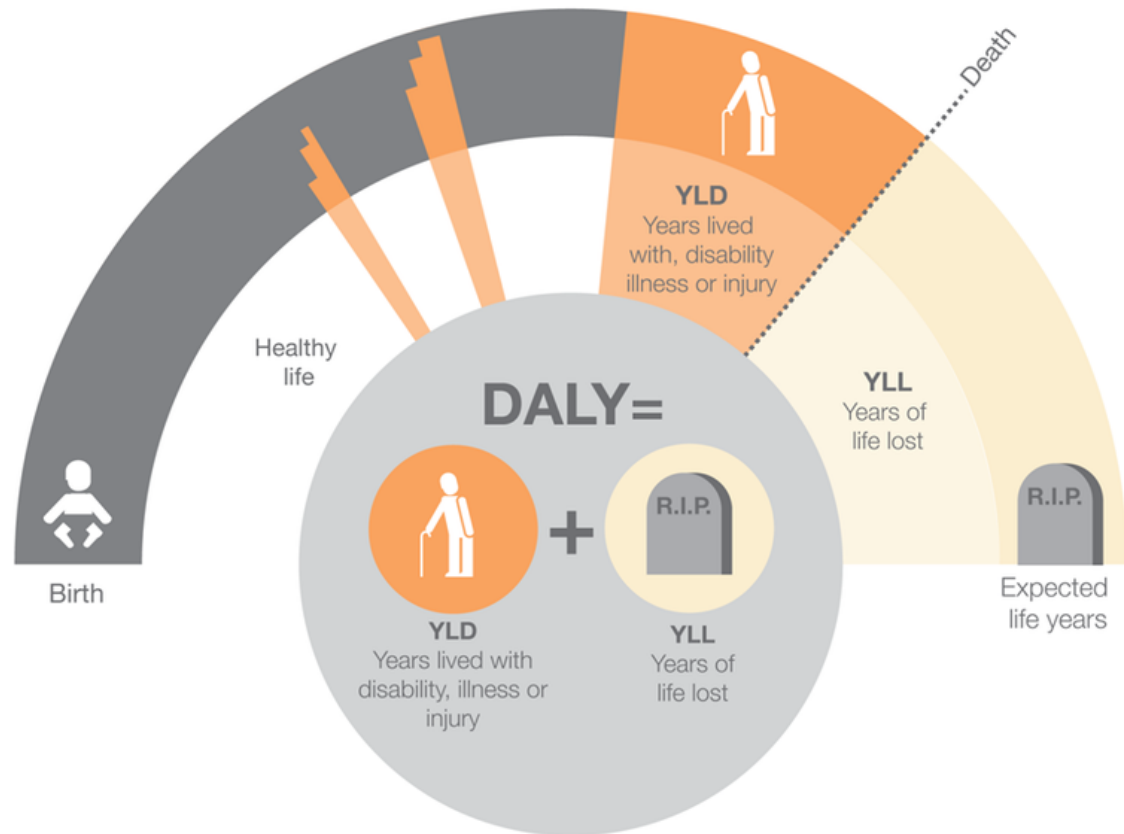 Death
YLD
Years lived
with, disability
illness or injury
Healthy
life
YLL
Years of
life lost
DALY=
R.I.P.
+
R.I.P.
Birth
Expected
life years
YLD
Years lived with
disability, illness or
injury
YLL
Years of
life lost